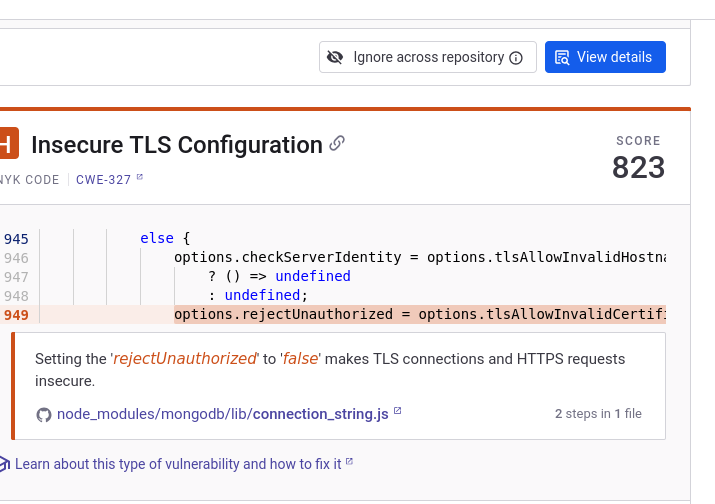 Ignore across repository
View details
H Insecure TLS Configuration
SCORE
823
NYK CODE | CWE-327
945 else {
946 options.checkServerIdentity = options.tlsAllowInvalidHostna
947 ? () => undefined
948 : undefined;
949 options.rejectUnauthorized = options.tlsAllowInvalidCertifi
Setting the 'rejectUnauthorized' to 'false' makes TLS connections and HTTPS requests
insecure.
node_modules/mongodb/lib/connection_string.js
2 steps in 1 file
Learn about this type of vulnerability and how to fix it